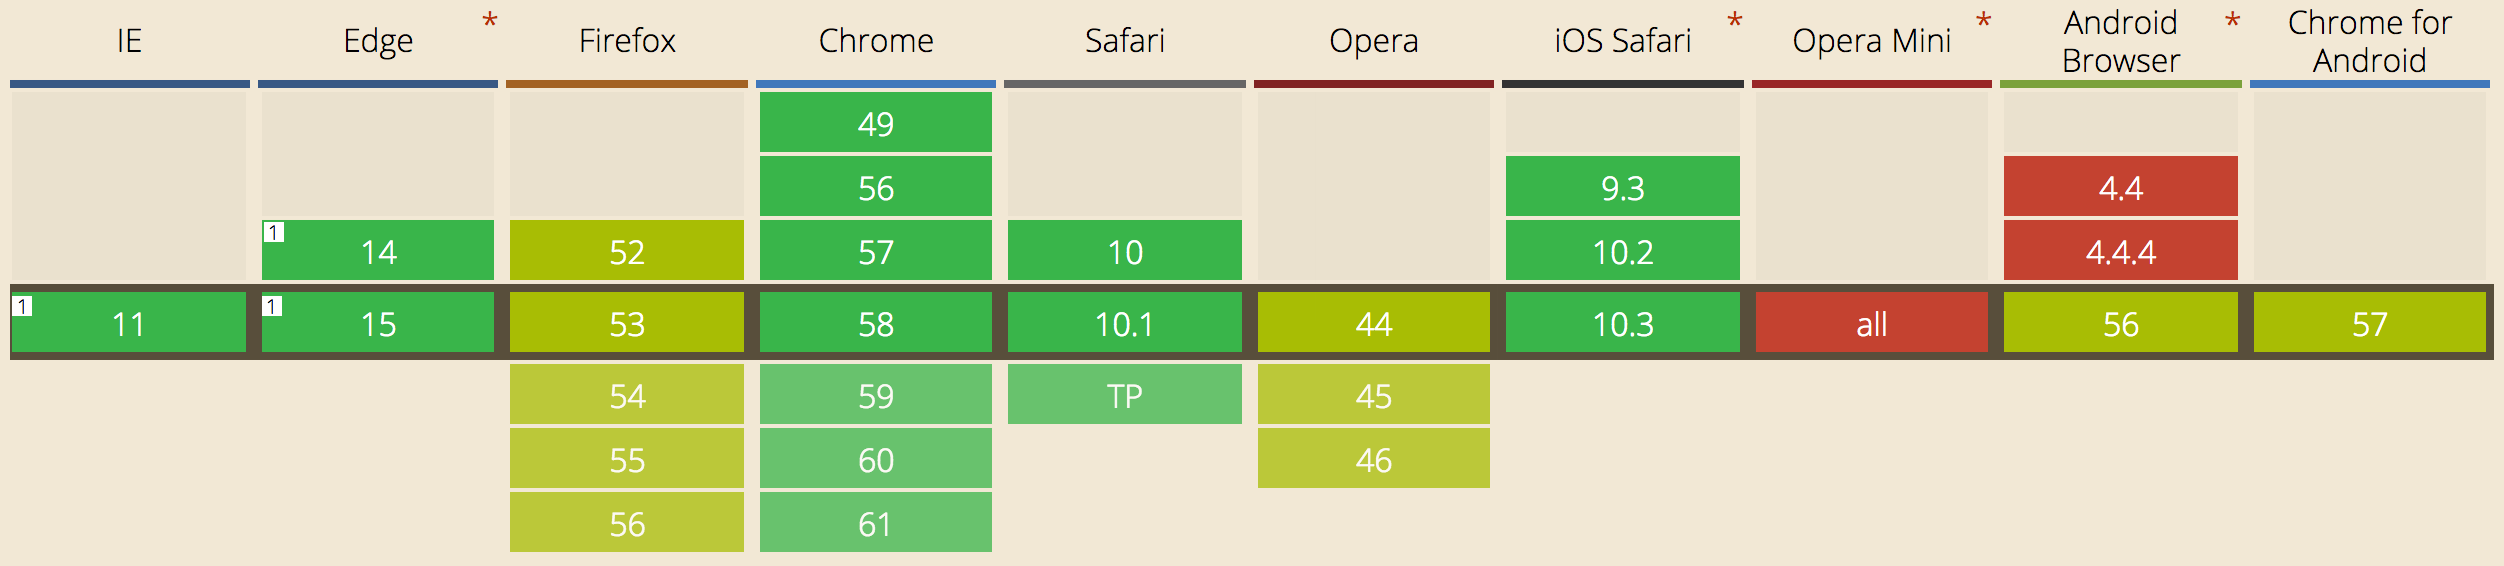 IE Edge * Firefox Chrome Safari Opera iOS Safari * Opera Mini * Android Browser * Chrome for Android
49
56 9.3 4.4
1 14 52 57 10 10.2 4.4.4
1 11 1 15 53 58 10.1 44 10.3 all 56 57
54 59 TP 45
55 60 46
56 61